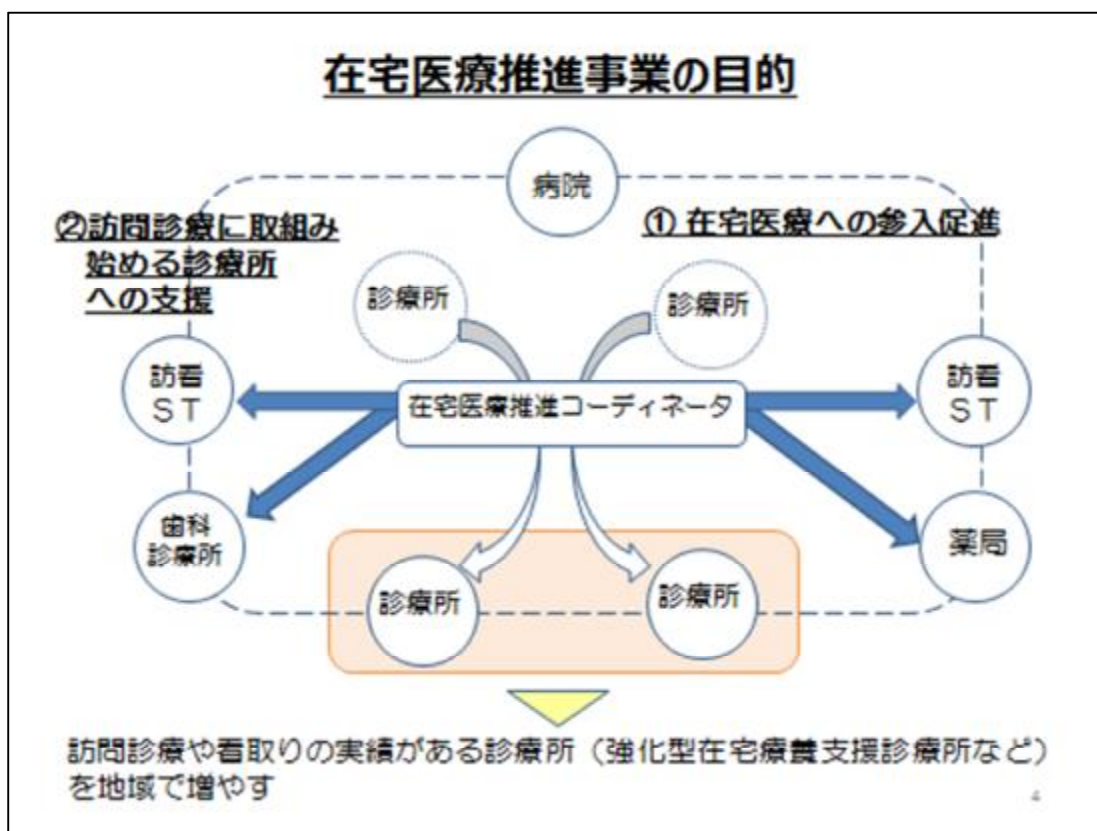 在宅医療推進事業の目的
病院
②訪問診療に取組み
始める診療所
への支援
① 在宅医療への参入促進
診療所
診療所
訪看
ST
在宅医療推進コーディネータ
訪看
ST
歯科
診療所
薬局
診療所
診療所
訪問診療や看取りの実績がある診療所（強化型在宅療養支援診療所など）
を地域で増やす
4